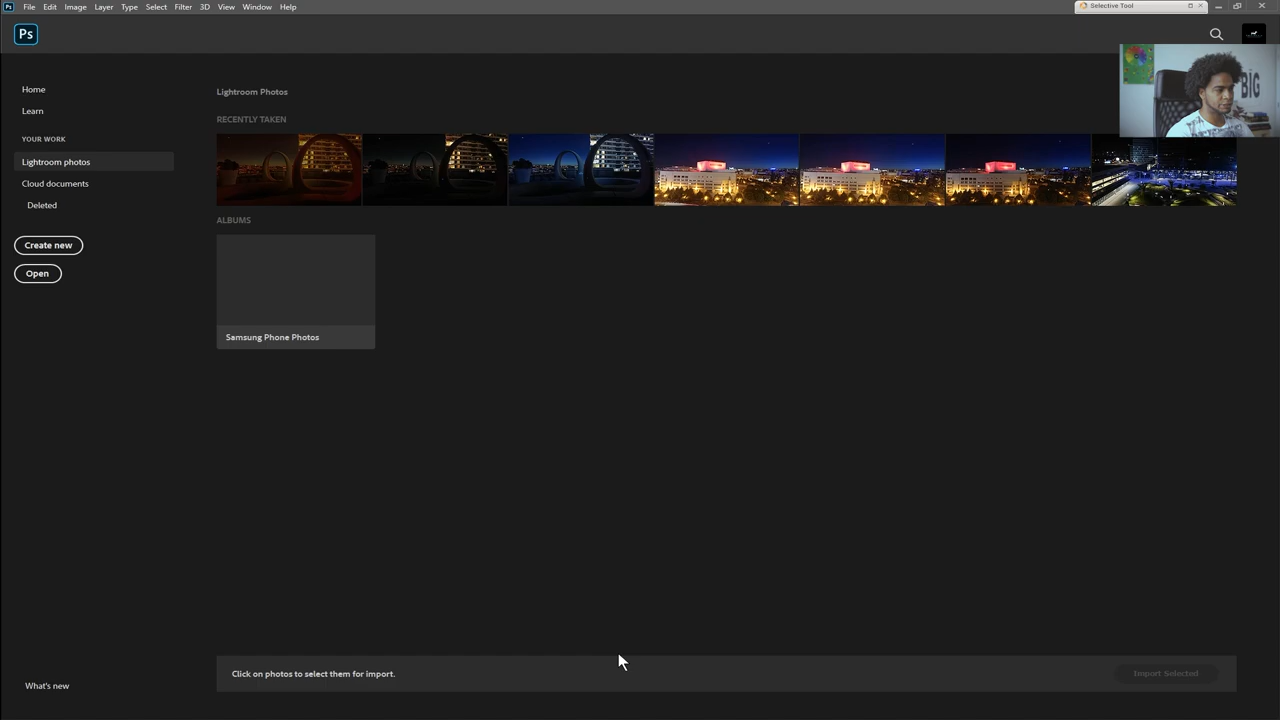 Ps File Edit Image Layer Type Select Filter 3D View Window Help Selective Tool
Ps
BIG
Home
Learn
YOUR WORK
Lightroom photos
Cloud documents
Deleted
Create new
Open
Lightroom Photos
RECENTLY TAKEN
ALBUMS
Samsung Phone Photos
Click on photos to select them for import.
Import Selected
What's new